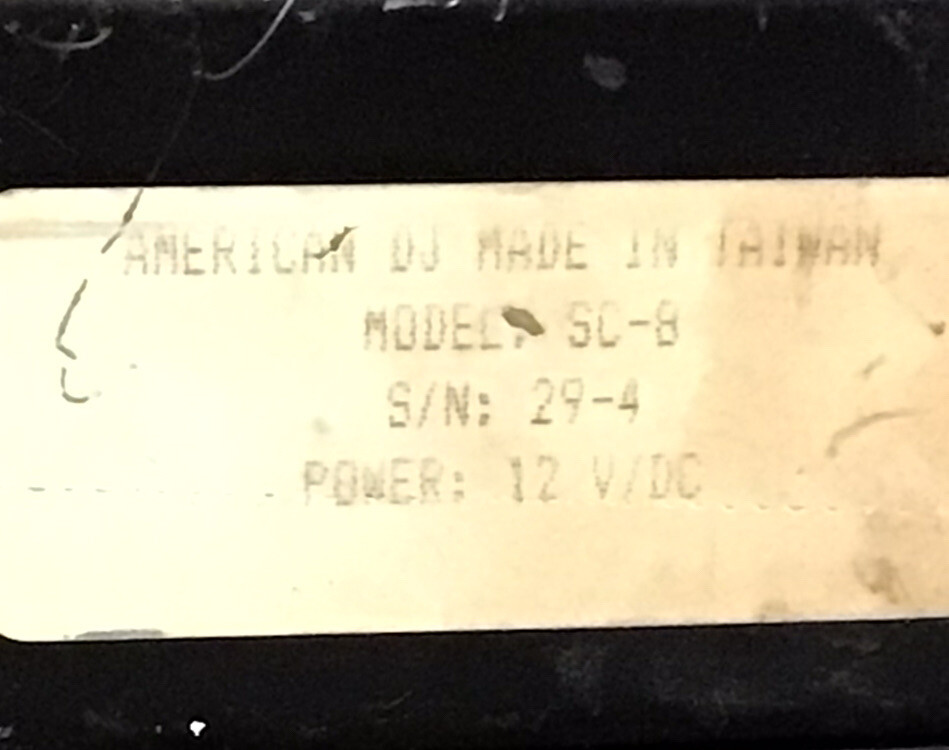 AMERICAN DJ MADE IN TAIWAN
MODEL: SC-8
S/N: 29-4
POWER: 12 V/DC